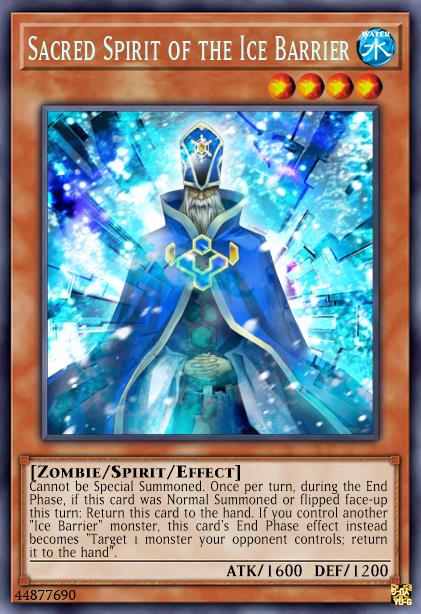 SACRED SPIRIT OF THE ICE BARRIER
WATER
水
[ZOMBIE/SPIRIT/EFFECT]
Cannot be Special Summoned. Once per turn, during the End
Phase, if this card was Normal Summoned or flipped face-up
this turn: Return this card to the hand. If you control another
"Ice Barrier" monster, this card's End Phase effect instead
becomes "Target 1 monster your opponent controls; return
it to the hand".
ATK/1600 DEF/1200
44877690